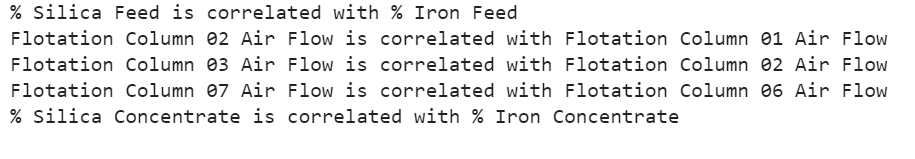 % Silica Feed is correlated with % Iron Feed
Flotation Column 02 Air Flow is correlated with Flotation Column 01 Air Flow
Flotation Column 03 Air Flow is correlated with Flotation Column 02 Air Flow
Flotation Column 07 Air Flow is correlated with Flotation Column 06 Air Flow
% Silica Concentrate is correlated with % Iron Concentrate